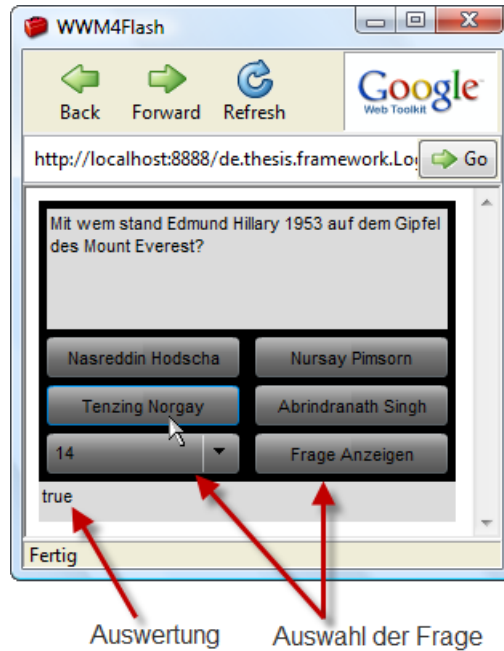 WWM4Flash
Back Forward Refresh
Google
Web Toolkit
http://localhost:8888/de.thesis.framework.Lo
Go
Mit wem stand Edmund Hillary 1953 auf dem Gipfel
des Mount Everest?
Nasreddin Hodscha Nursay Pimsorn
Tenzing Norgay Abrindranath Singh
14 Frage Anzeigen
true
Fertig
Auswertung Auswahl der Frage